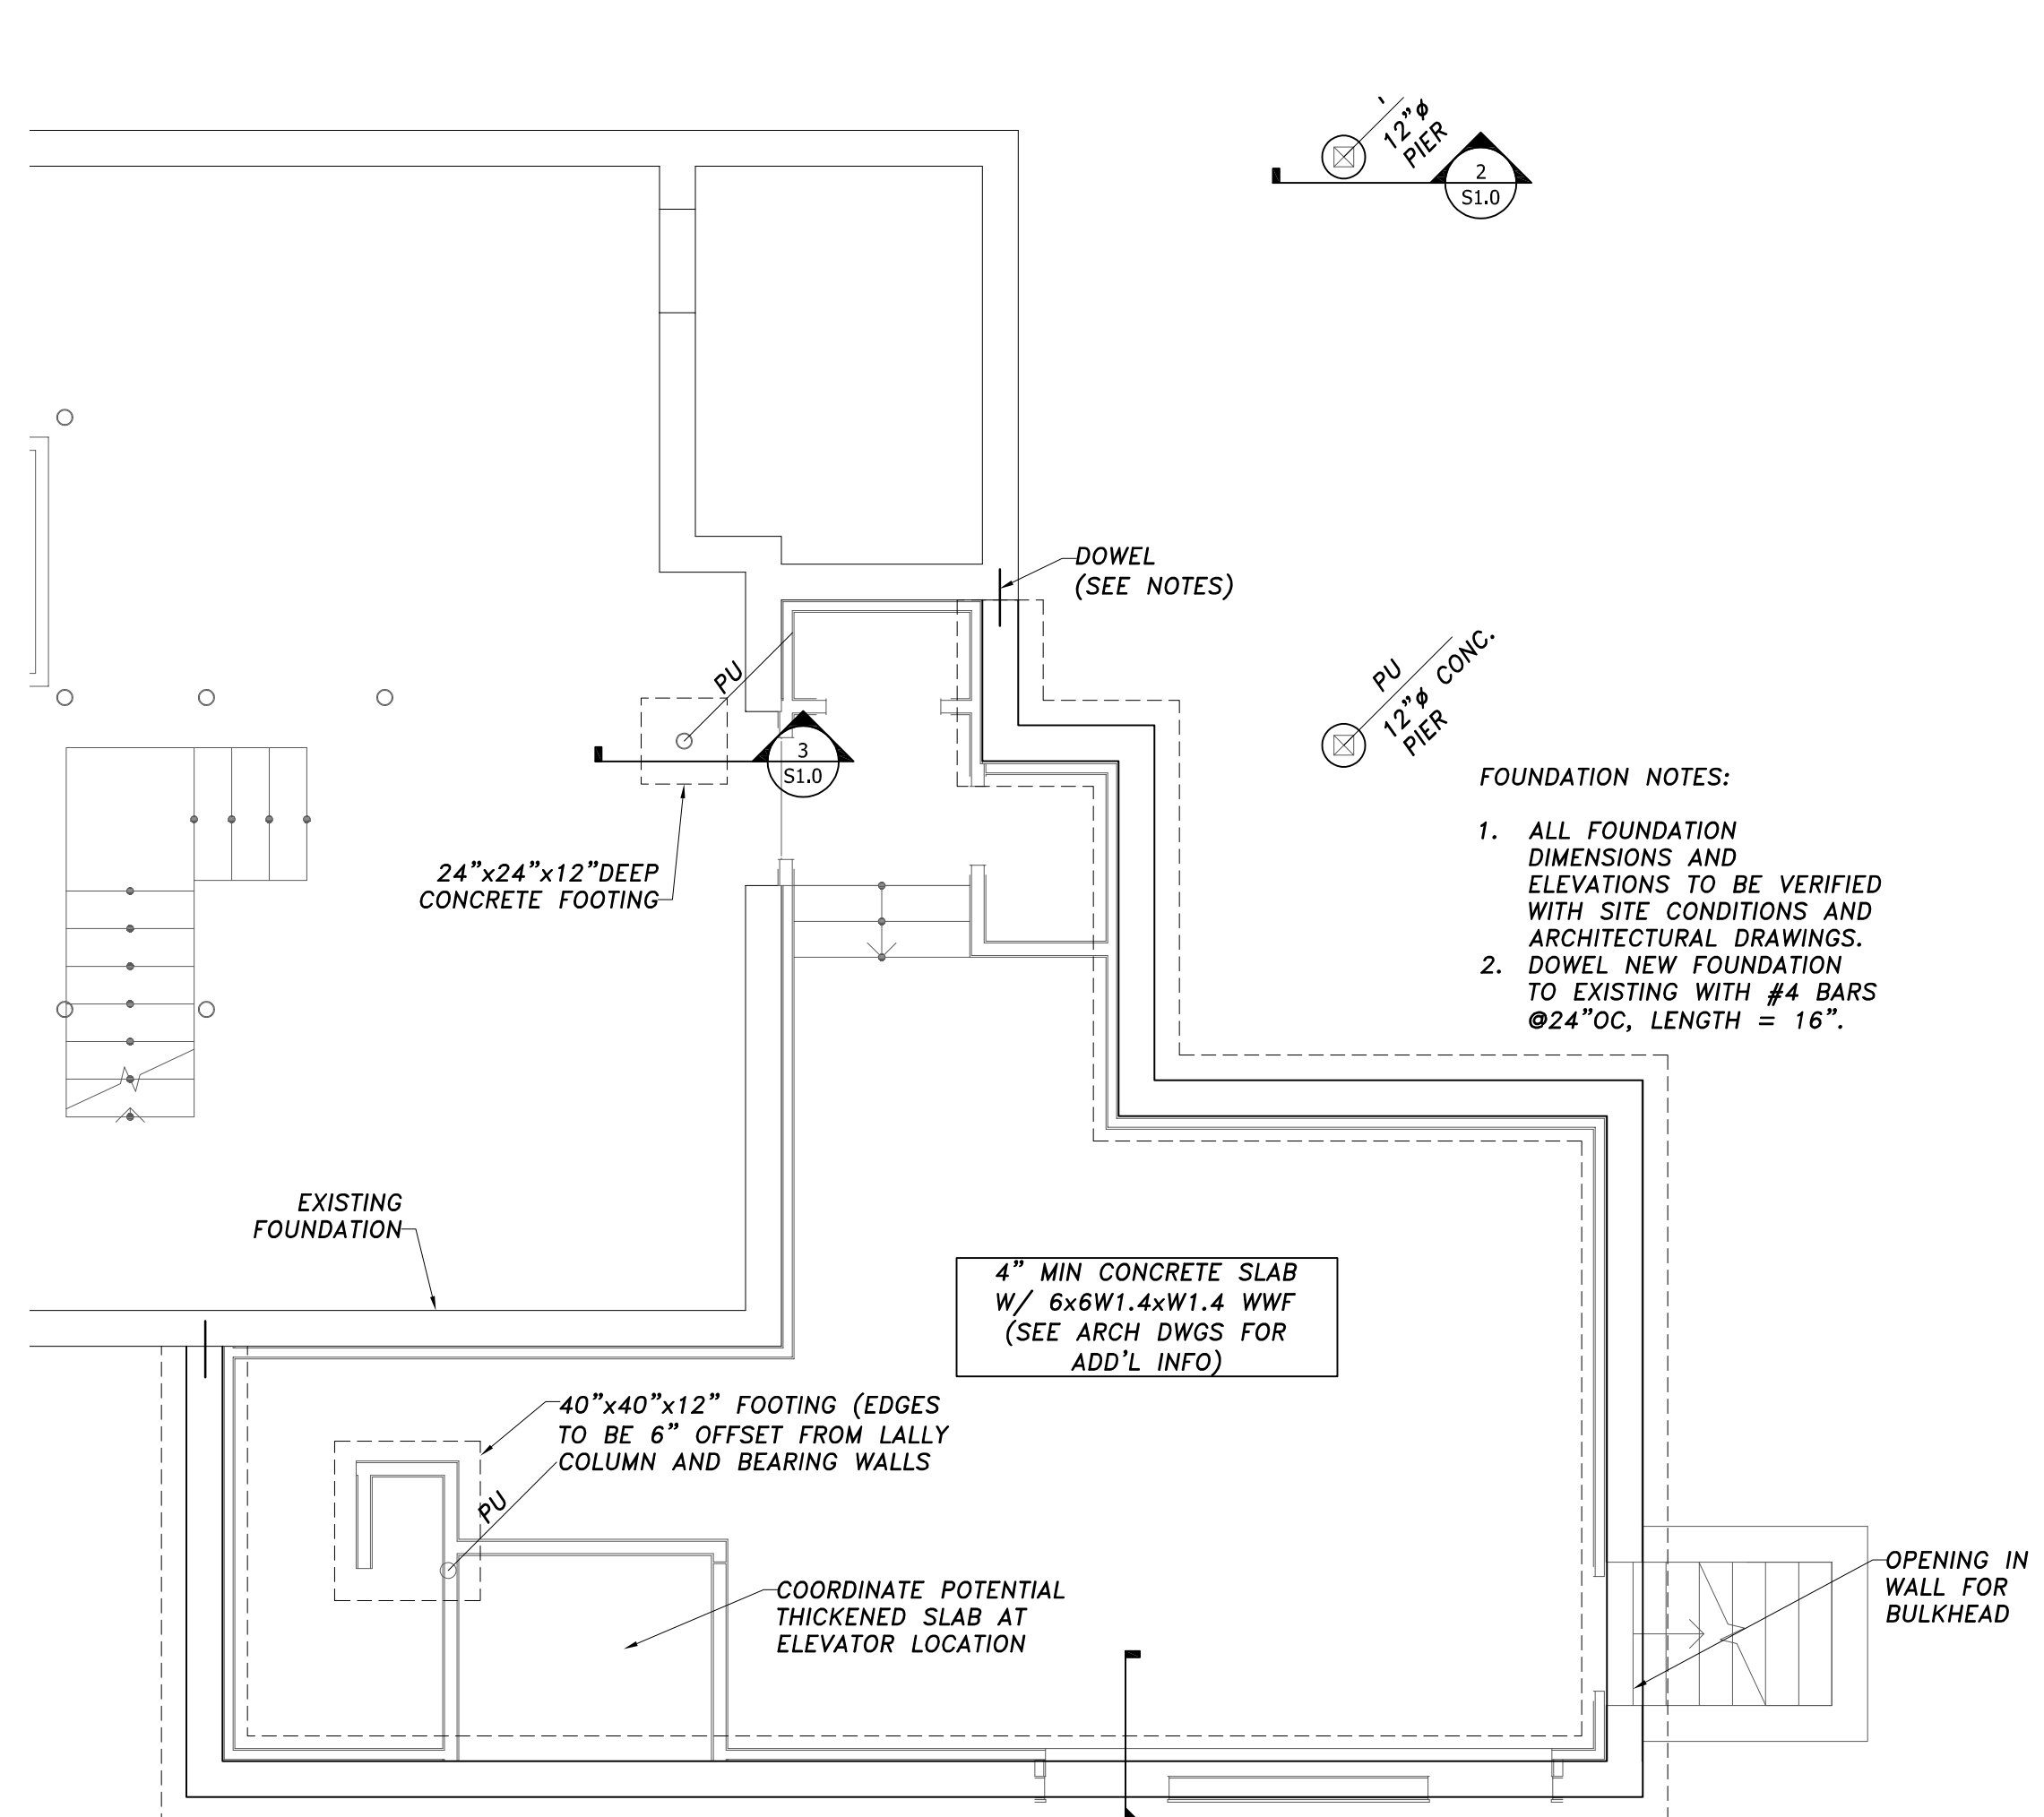 12"ϕ
PIER
2
S1.0
DOWEL
(SEE NOTES)
PU
PU
12"ϕ CONC.
PIER
3
S1.0
24"x24"x12"DEEP
CONCRETE FOOTING
FOUNDATION NOTES:
1. ALL FOUNDATION
DIMENSIONS AND
ELEVATIONS TO BE VERIFIED
WITH SITE CONDITIONS AND
ARCHITECTURAL DRAWINGS.
2. DOWEL NEW FOUNDATION
TO EXISTING WITH #4 BARS
@24"OC, LENGTH = 16".
EXISTING
FOUNDATION
4" MIN CONCRETE SLAB
W/ 6x6W1.4xW1.4 WWF
(SEE ARCH DWGS FOR
ADD'L INFO)
40"x40"x12" FOOTING (EDGES
TO BE 6" OFFSET FROM LALLY
COLUMN AND BEARING WALLS
PU
COORDINATE POTENTIAL
THICKENED SLAB AT
ELEVATOR LOCATION
OPENING IN
WALL FOR
BULKHEAD